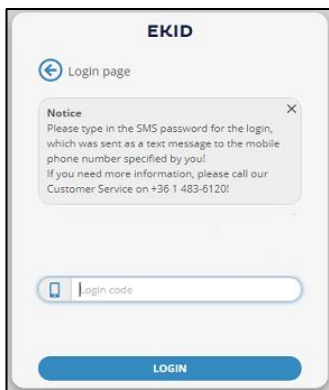 EKID
Login page
Notice
Please type in the SMS password for the login,
which was sent as a text message to the mobile
phone number specified by you!
If you need more information, please call our
Customer Service on +36 1 483-6120!
Login code
LOGIN